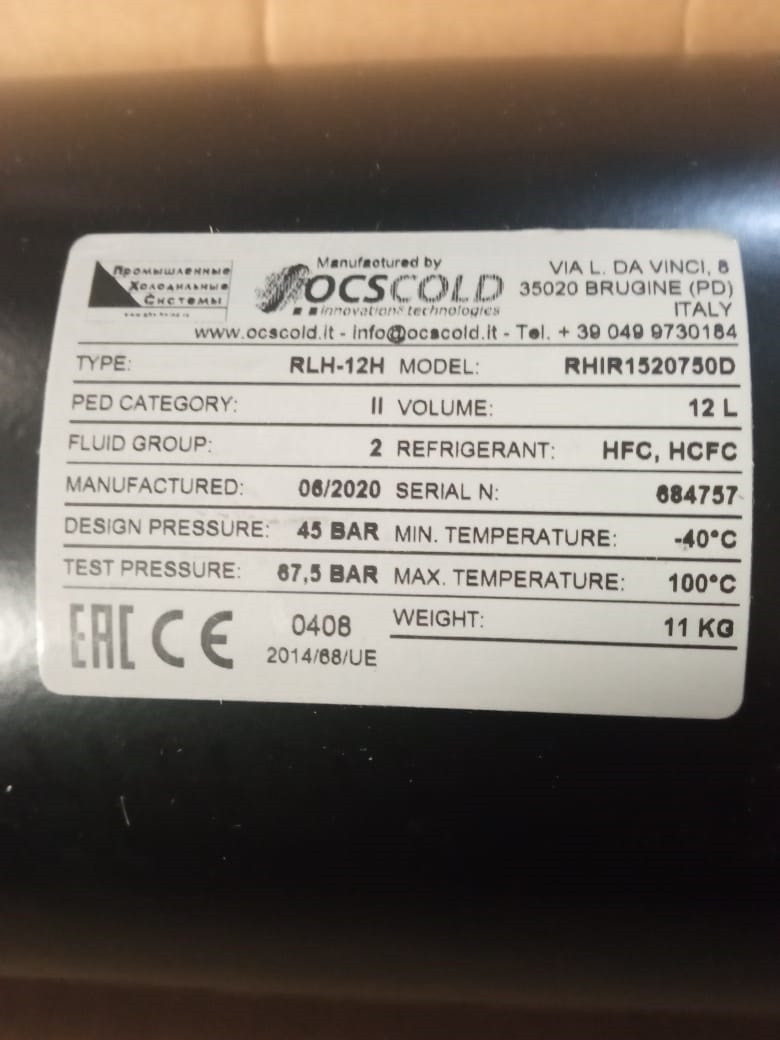 Промышленные
Холодильные
Системы
Manufactured by
OCSCOLD
innovations technologies
VIA L. DA VINCI, 8
35020 BRUGINE (PD)
ITALY
www.ocscold.it - info@ocscold.it - Tel. + 39 049 9730184
TYPE: RLH-12H MODEL: RHIR1520750D
PED CATEGORY: II VOLUME: 12 L
FLUID GROUP: 2 REFRIGERANT: HFC, HCFC
MANUFACTURED: 06/2020 SERIAL N: 684757
DESIGN PRESSURE: 45 BAR MIN. TEMPERATURE: -40°C
TEST PRESSURE: 67,5 BAR MAX. TEMPERATURE: 100°C
EAC CE 0408 WEIGHT: 11 KG
2014/68/UE